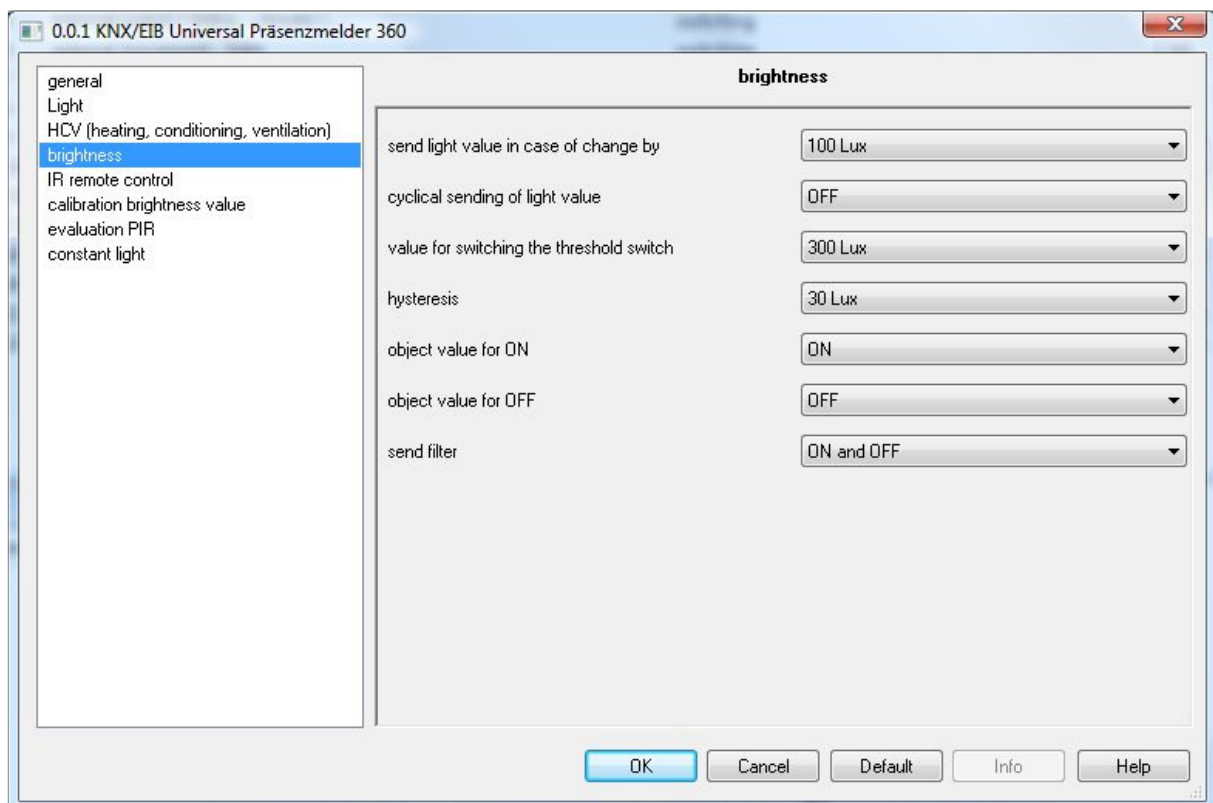 0.0.1 KNX/EIB Universal Präsenzmelder 360
general
Light
HCV (heating, conditioning, ventilation)
brightness
IR remote control
calibration brightness value
evaluation PIR
constant light
brightness
send light value in case of change by 100 Lux
cyclical sending of light value OFF
value for switching the threshold switch 300 Lux
hysteresis 30 Lux
object value for ON ON
object value for OFF OFF
send filter ON and OFF
OK Cancel Default Info Help